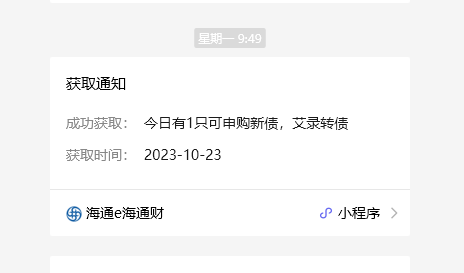 星期一 9:49
获取通知
成功获取： 今日有1只可申购新债，艾录转债
获取时间： 2023-10-23
海通e海通财 小程序